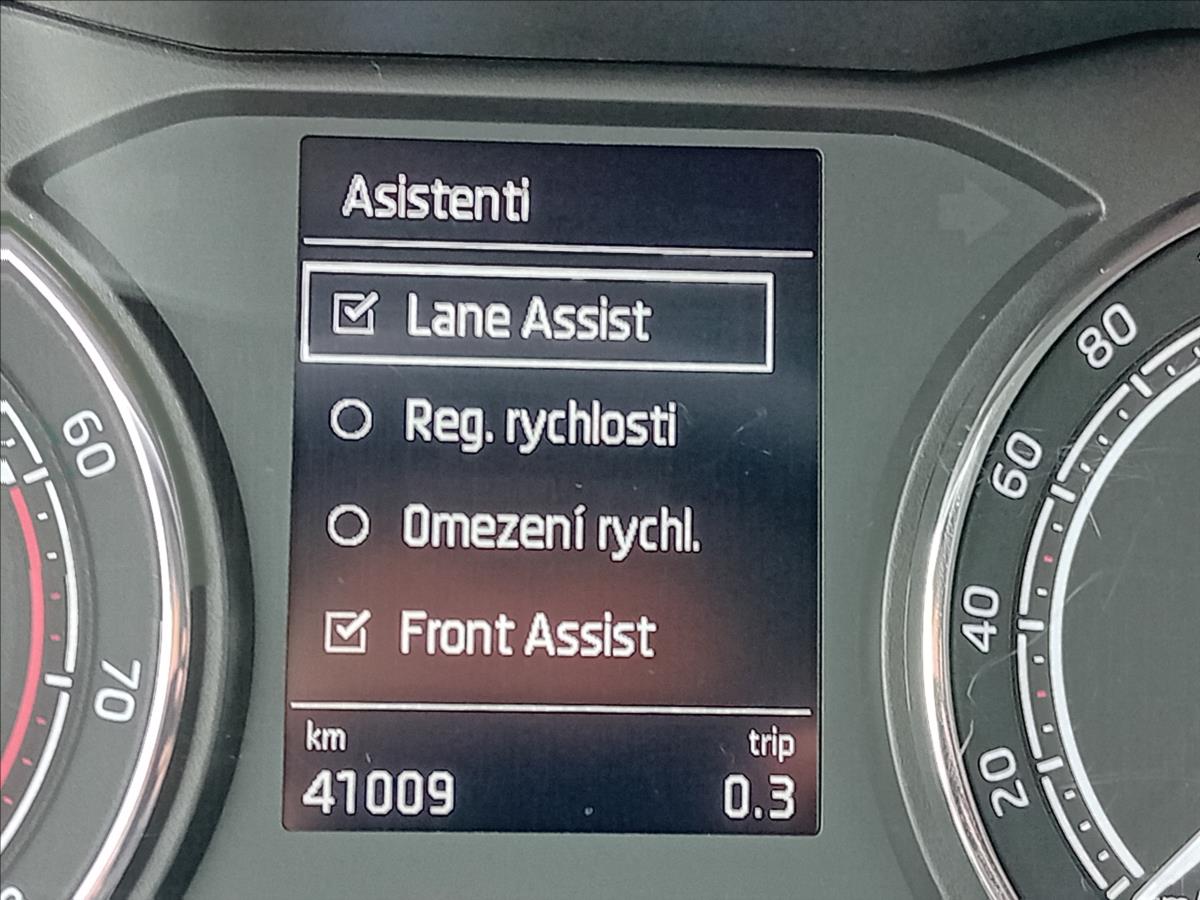 Asistenti
Lane Assist
Reg. rychlosti
Omezení rychl.
Front Assist
km trip
41009 0.3
60
70
80
60
40
20